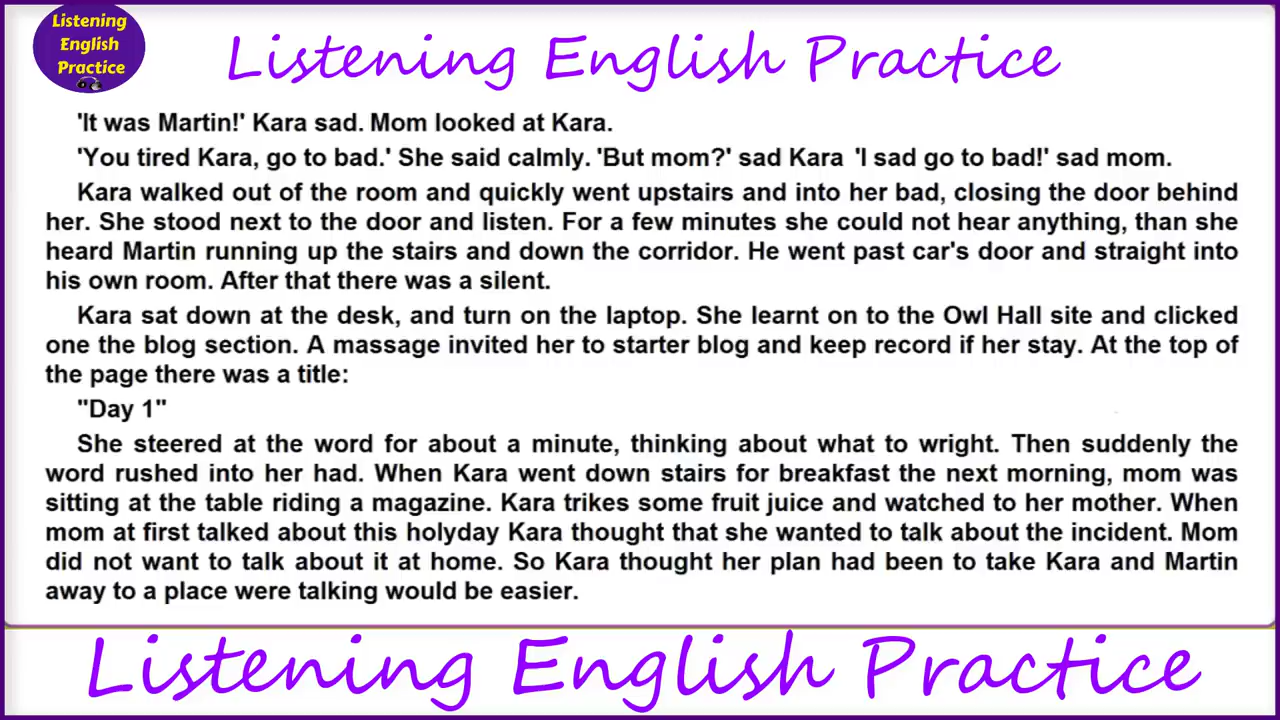 Listening
English
Practice
Listening English Practice
'It was Martin!' Kara sad. Mom looked at Kara.
'You tired Kara, go to bad.' She said calmly. 'But mom?' sad Kara 'I sad go to bad!' sad mom.
Kara walked out of the room and quickly went upstairs and into her bad, closing the door behind
her. She stood next to the door and listen. For a few minutes she could not hear anything, than she
heard Martin running up the stairs and down the corridor. He went past car's door and straight into
his own room. After that there was a silent.
Kara sat down at the desk, and turn on the laptop. She learnt on to the Owl Hall site and clicked
one the blog section. A massage invited her to starter blog and keep record if her stay. At the top of
the page there was a title:
"Day 1"
She steered at the word for about a minute, thinking about what to wright. Then suddenly the
word rushed into her had. When Kara went down stairs for breakfast the next morning, mom was
sitting at the table riding a magazine. Kara trikes some fruit juice and watched to her mother. When
mom at first talked about this holyday Kara thought that she wanted to talk about the incident. Mom
did not want to talk about it at home. So Kara thought her plan had been to take Kara and Martin
away to a place were talking would be easier.
Listening English Practice